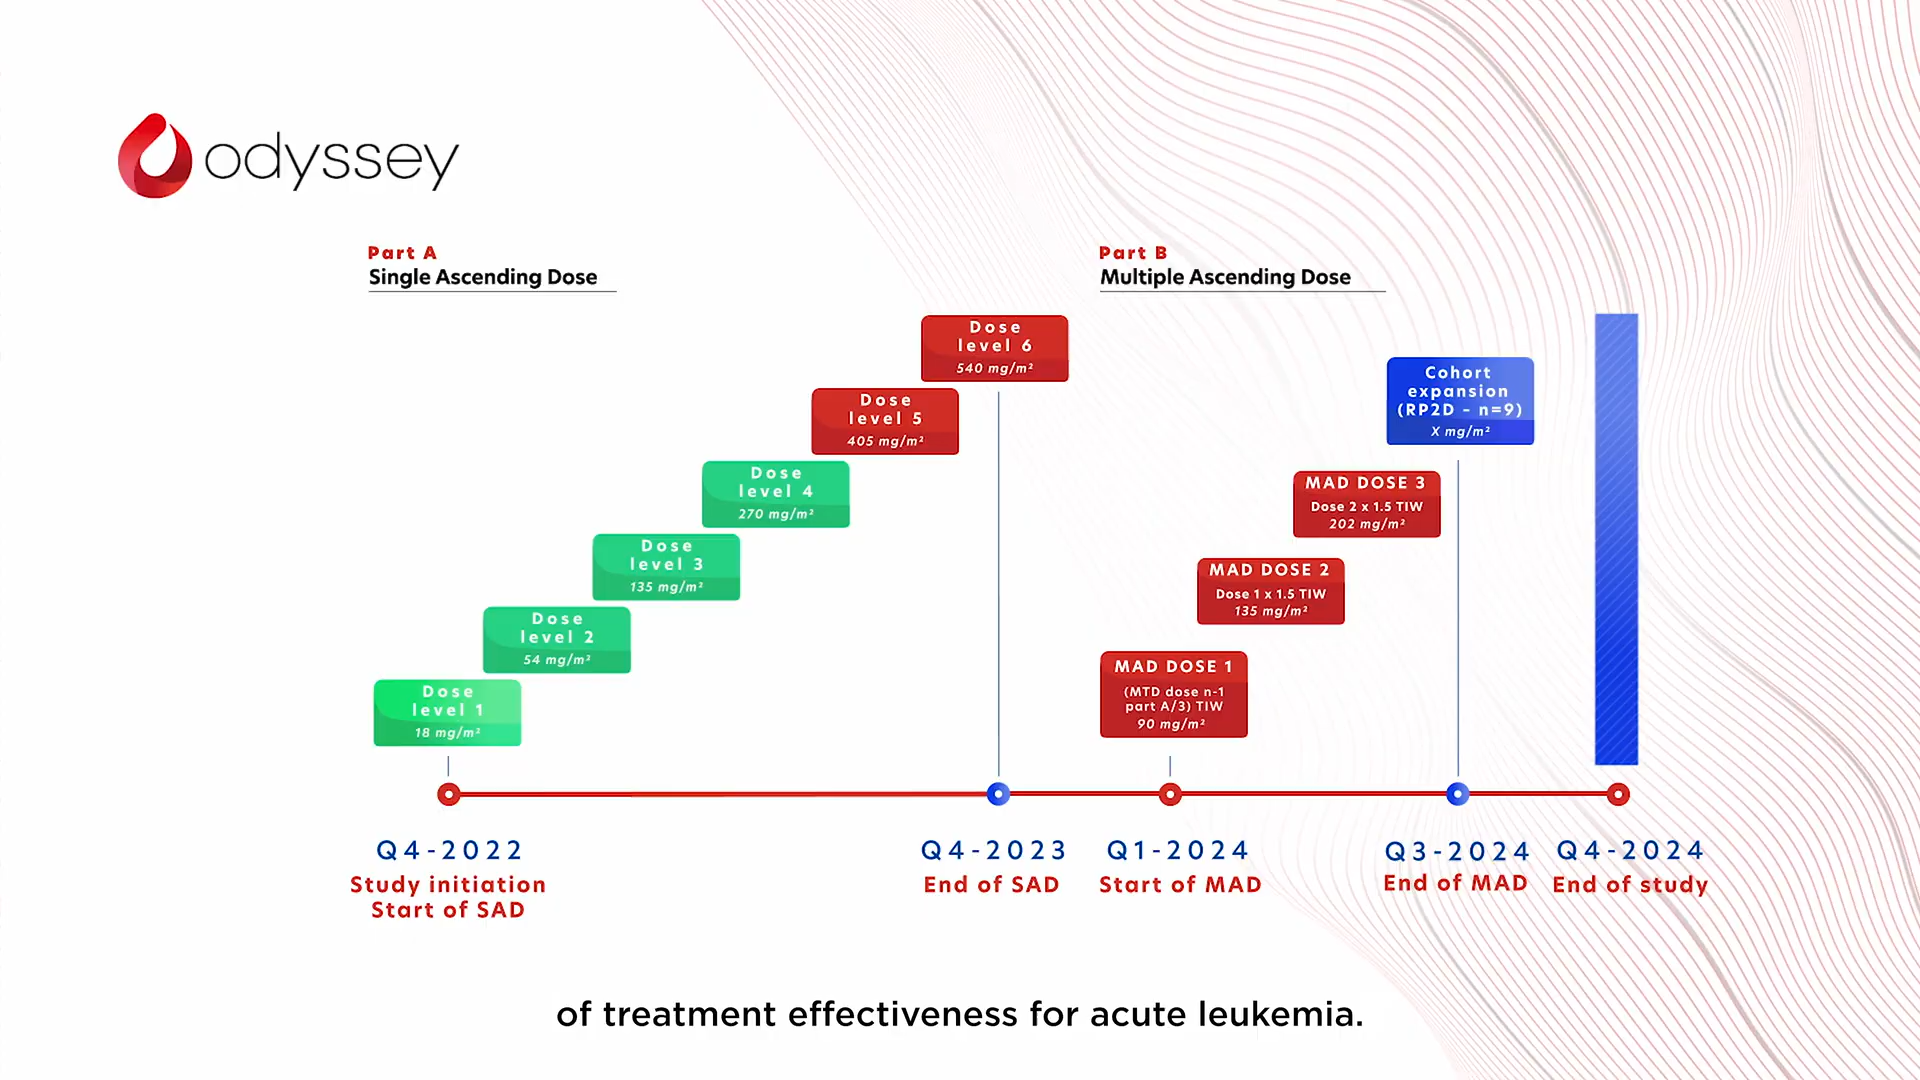 odyssey
Part A
Single Ascending Dose
Part B
Multiple Ascending Dose
Dose
level 6
540 mg/m²
Dose
level 5
405 mg/m²
Dose
level 4
270 mg/m²
Dose
level 3
135 mg/m²
Dose
level 2
54 mg/m²
Dose
level 1
18 mg/m²
Cohort
expansion
(RP2D - n=9)
X mg/m²
MAD DOSE 3
Dose 2 x 1.5 TIW
202 mg/m²
MAD DOSE 2
Dose 1 x 1.5 TIW
135 mg/m²
MAD DOSE 1
(MTD dose n-1
part A/3) TIW
90 mg/m²
Q4-2022
Study initiation
Start of SAD
Q4-2023
End of SAD
Q1-2024
Start of MAD
Q3-2024
End of MAD
Q4-2024
End of study
of treatment effectiveness for acute leukemia.